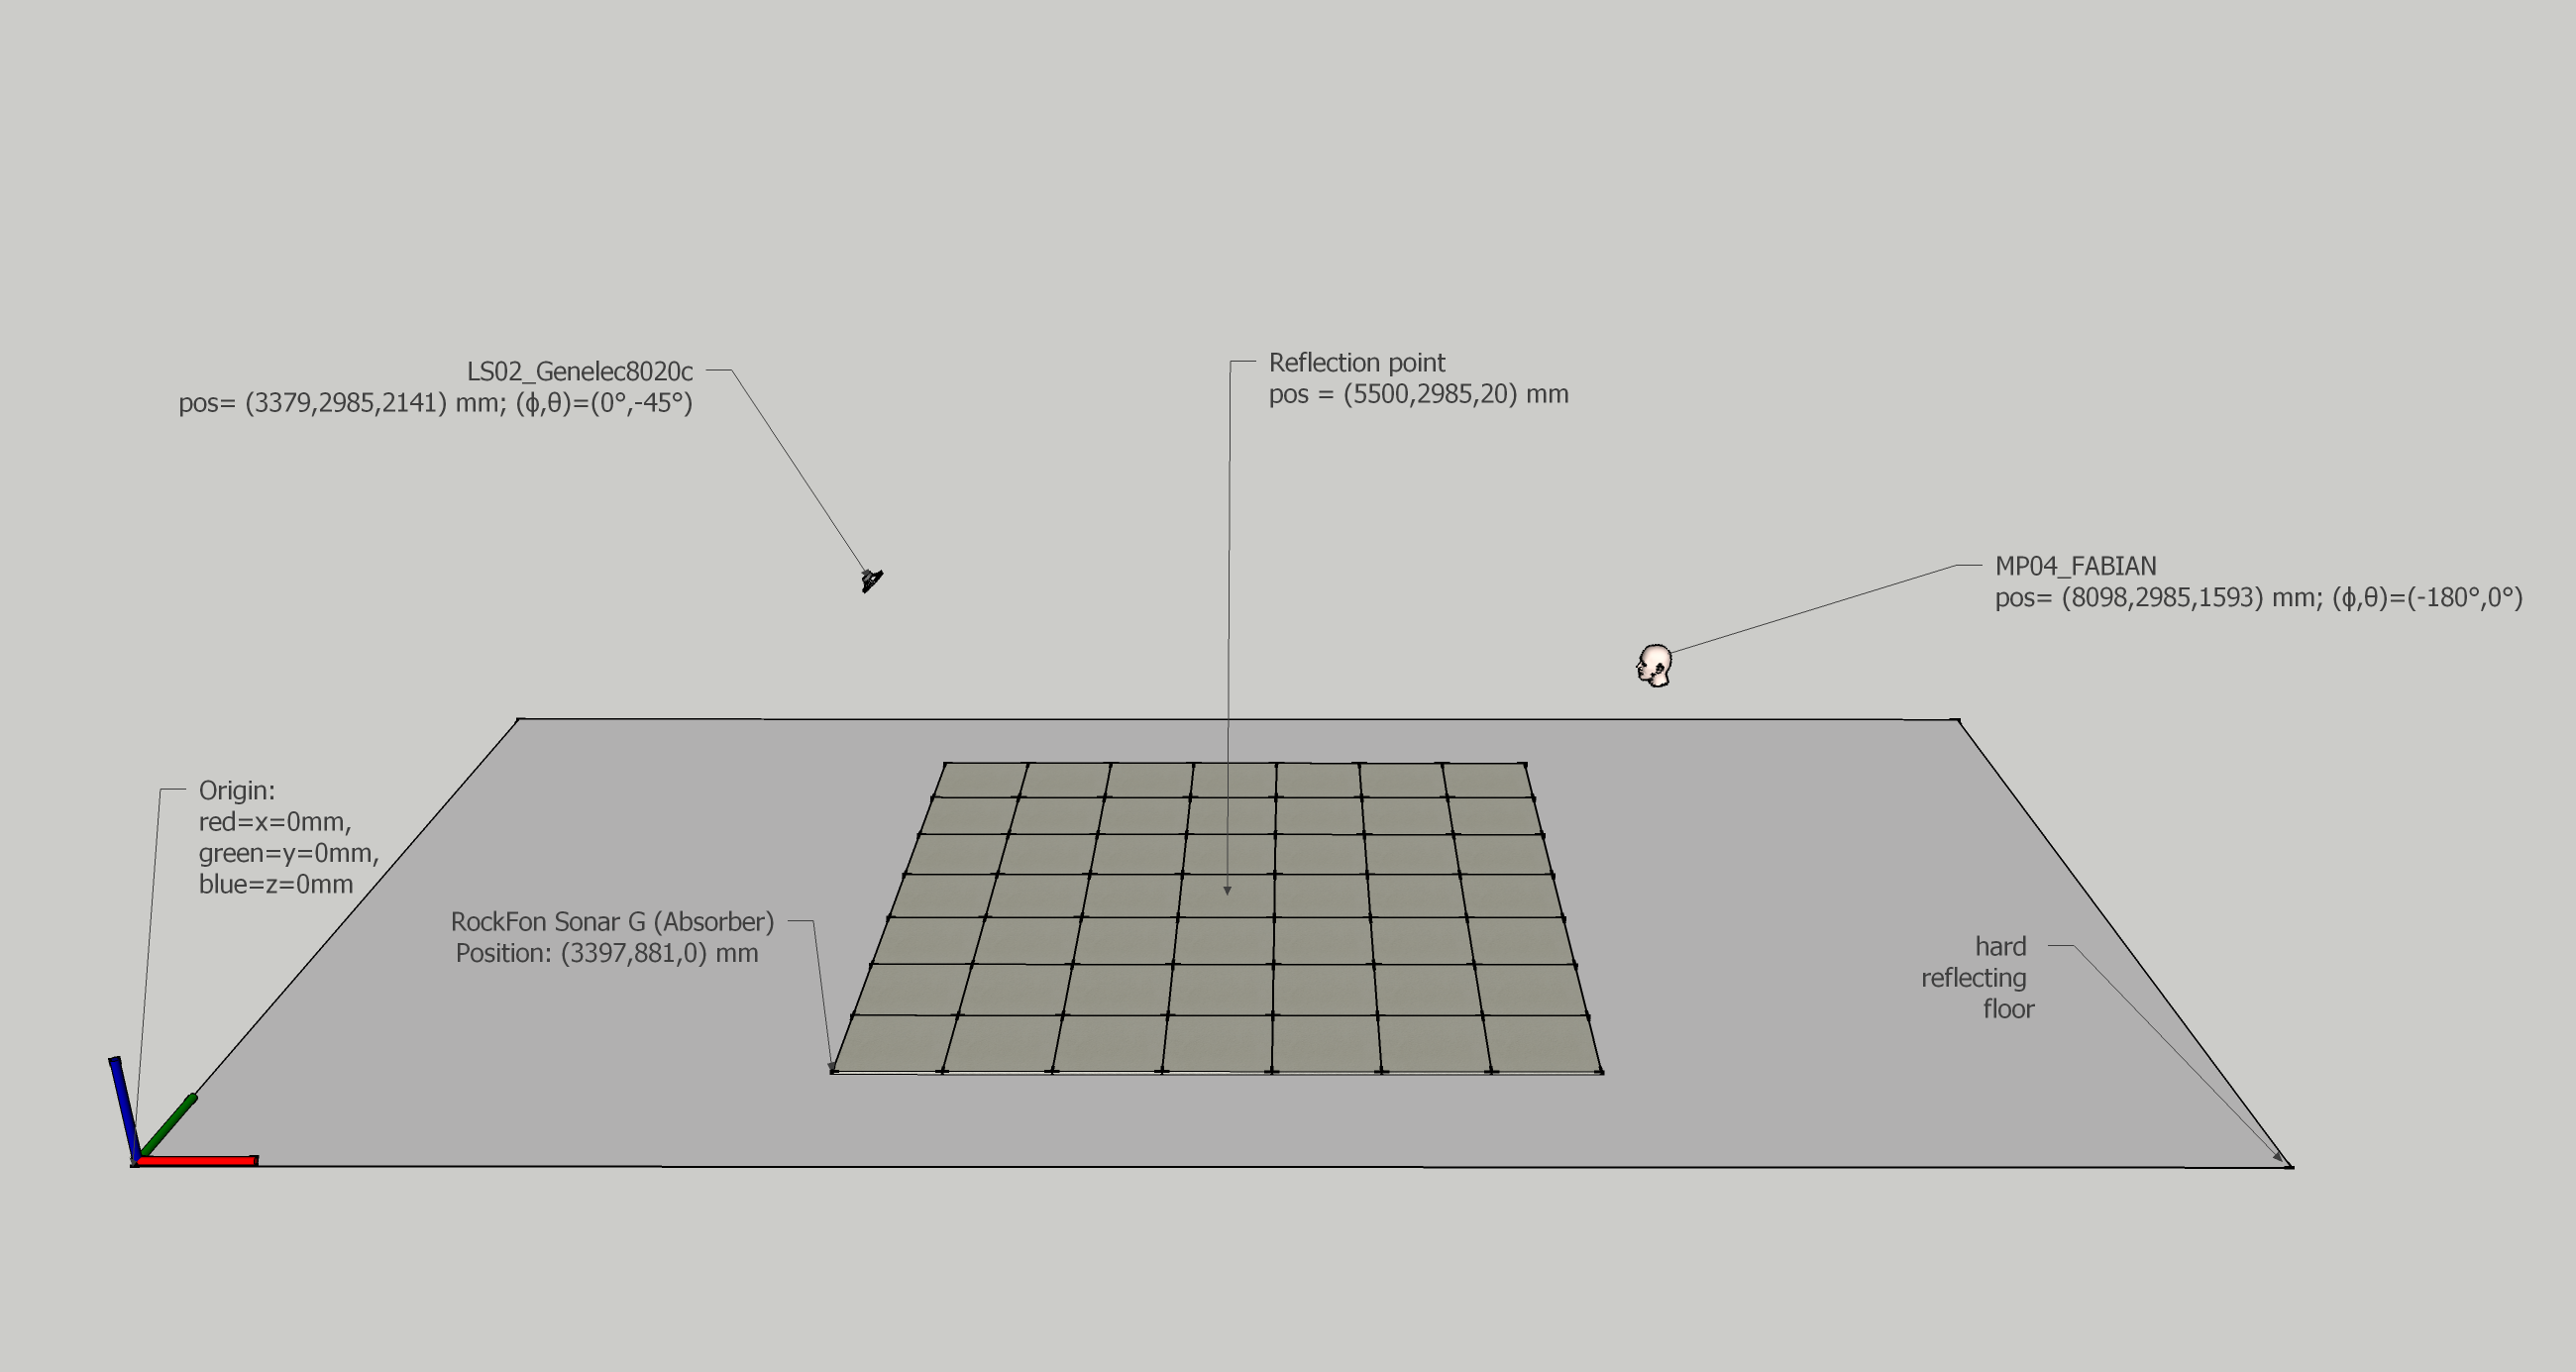 LS02_Genelec8020c
pos= (3379,2985,2141) mm; (ϕ,θ)=(0°,-45°)
Reflection point
pos = (5500,2985,20) mm
MP04_FABIAN
pos= (8098,2985,1593) mm; (ϕ,θ)=(-180°,0°)
Origin:
red=x=0mm,
green=y=0mm,
blue=z=0mm
RockFon Sonar G (Absorber)
Position: (3397,881,0) mm
hard
reflecting
floor